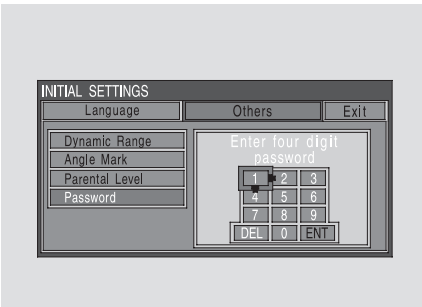 INITIAL SETTINGS
Language Others Exit
Dynamic Range
Angle Mark
Parental Level
Password
Enter four digit
password
1 2 3
4 5 6
7 8 9
DEL 0 ENT